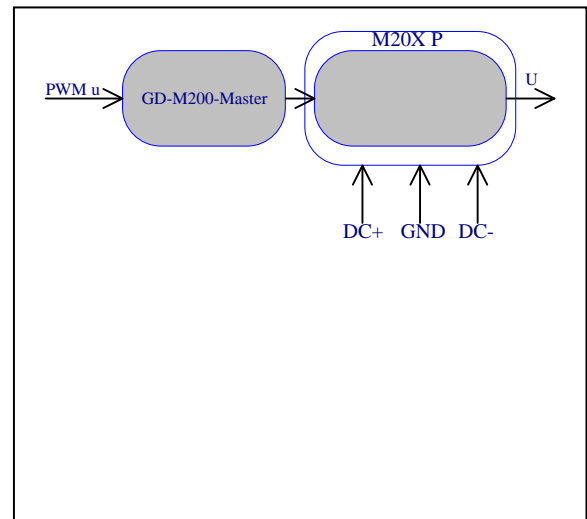 M20X P
PWM u
GD-M200-Master
U
DC+
GND
DC-